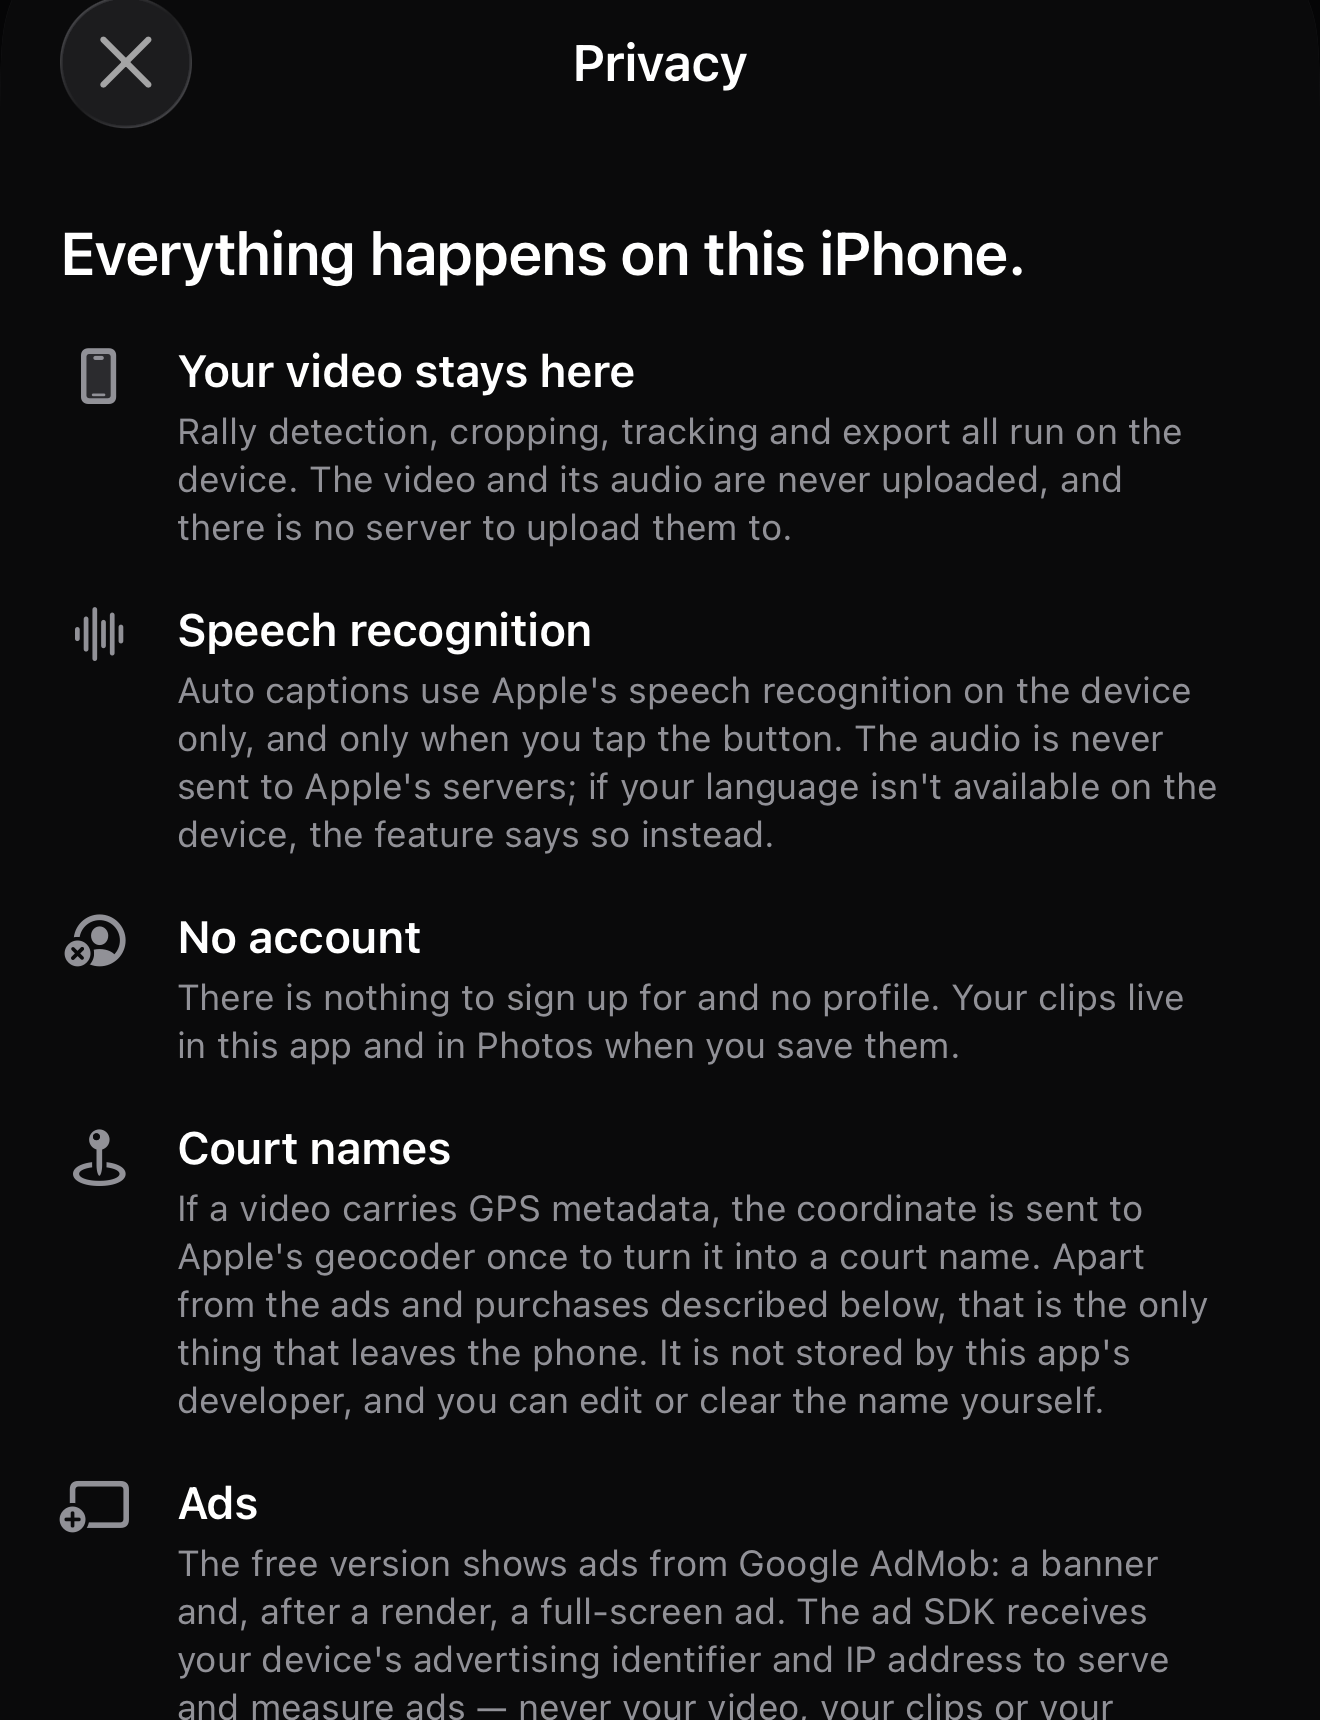 Privacy
Everything happens on this iPhone.
Your video stays here
Rally detection, cropping, tracking and export all run on the
device. The video and its audio are never uploaded, and
there is no server to upload them to.
Speech recognition
Auto captions use Apple's speech recognition on the device
only, and only when you tap the button. The audio is never
sent to Apple's servers; if your language isn't available on the
device, the feature says so instead.
No account
There is nothing to sign up for and no profile. Your clips live
in this app and in Photos when you save them.
Court names
If a video carries GPS metadata, the coordinate is sent to
Apple's geocoder once to turn it into a court name. Apart
from the ads and purchases described below, that is the only
thing that leaves the phone. It is not stored by this app's
developer, and you can edit or clear the name yourself.
Ads
The free version shows ads from Google AdMob: a banner
and, after a render, a full-screen ad. The ad SDK receives
your device's advertising identifier and IP address to serve
and measure ads — never your video, your clips or your